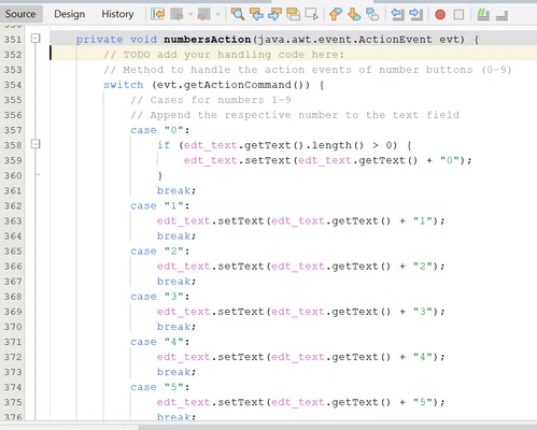 Source Design History
351 private void numbersAction(java.awt.event.ActionEvent evt) {
352 // TODO add your handling code here:
353 // Method to handle the action events of number buttons (0-9)
354 switch (evt.getActionCommand()) {
355 // Cases for numbers 1-9
356 // Append the respective number to the text field
357 case "0":
358 if (edt_text.getText().length() > 0) {
359 edt_text.setText(edt_text.getText() + "0");
360 }
361 break;
362 case "1":
363 edt_text.setText(edt_text.getText() + "1");
364 break;
365 case "2":
366 edt_text.setText(edt_text.getText() + "2");
367 break;
368 case "3":
369 edt_text.setText(edt_text.getText() + "3");
370 break;
371 case "4":
372 edt_text.setText(edt_text.getText() + "4");
373 break;
374 case "5":
375 edt_text.setText(edt_text.getText() + "5");
376 break;